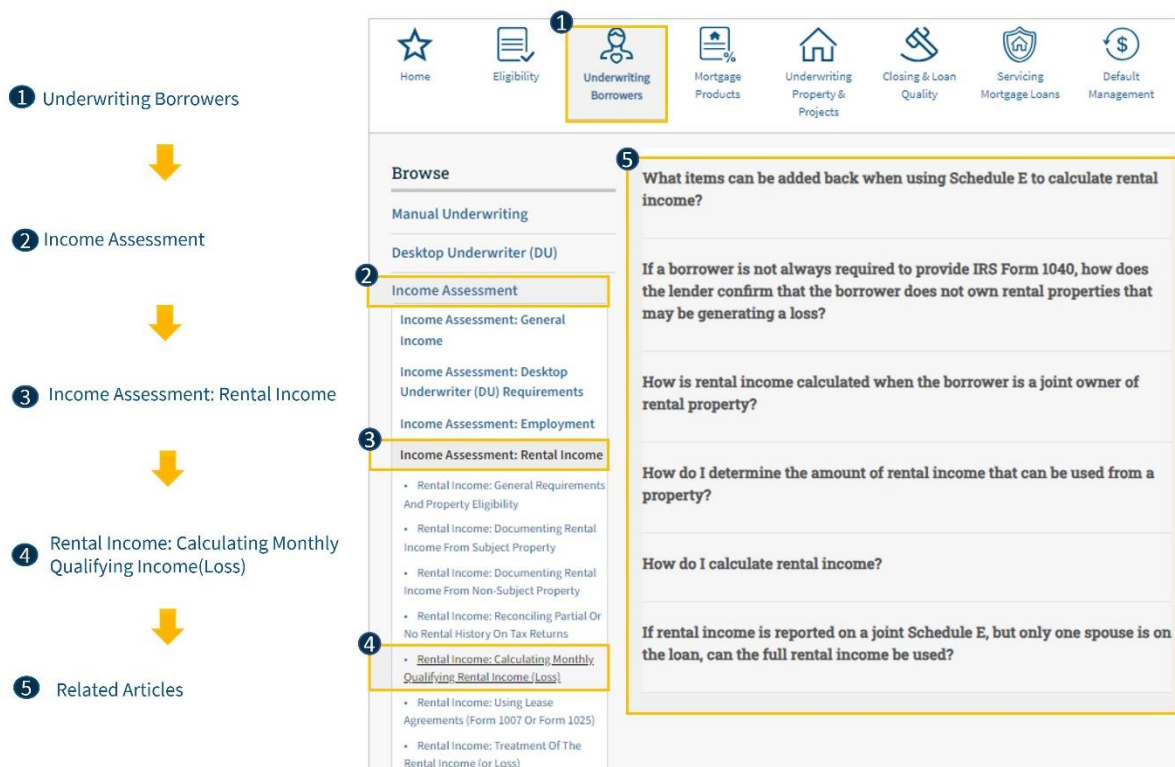 1 Underwriting Borrowers
2 Income Assessment
3 Income Assessment: Rental Income
4 Rental Income: Calculating Monthly
Qualifying Income(Loss)
5 Related Articles
1
Home
Eligibility
Underwriting
Borrowers
Mortgage
Products
Underwriting
Property &
Projects
Closing & Loan
Quality
Servicing
Mortgage Loans
Default
Management
Browse
Manual Underwriting
Desktop Underwriter (DU)
2
Income Assessment
Income Assessment: General
Income
Income Assessment: Desktop
Underwriter (DU) Requirements
Income Assessment: Employment
3
Income Assessment: Rental Income
• Rental Income: General Requirements
And Property Eligibility
• Rental Income: Documenting Rental
Income From Subject Property
• Rental Income: Documenting Rental
Income From Non-Subject Property
• Rental Income: Reconciling Partial Or
No Rental History On Tax Returns
4
• Rental Income: Calculating Monthly
Qualifying Rental Income (Loss)
• Rental Income: Using Lease
Agreements (Form 1007 Or Form 1025)
• Rental Income: Treatment Of The
Rental Income (or Loss)
5
What items can be added back when using Schedule E to calculate rental
income?
If a borrower is not always required to provide IRS Form 1040, how does
the lender confirm that the borrower does not own rental properties that
may be generating a loss?
How is rental income calculated when the borrower is a joint owner of
rental property?
How do I determine the amount of rental income that can be used from a
property?
How do I calculate rental income?
If rental income is reported on a joint Schedule E, but only one spouse is on
the loan, can the full rental income be used?